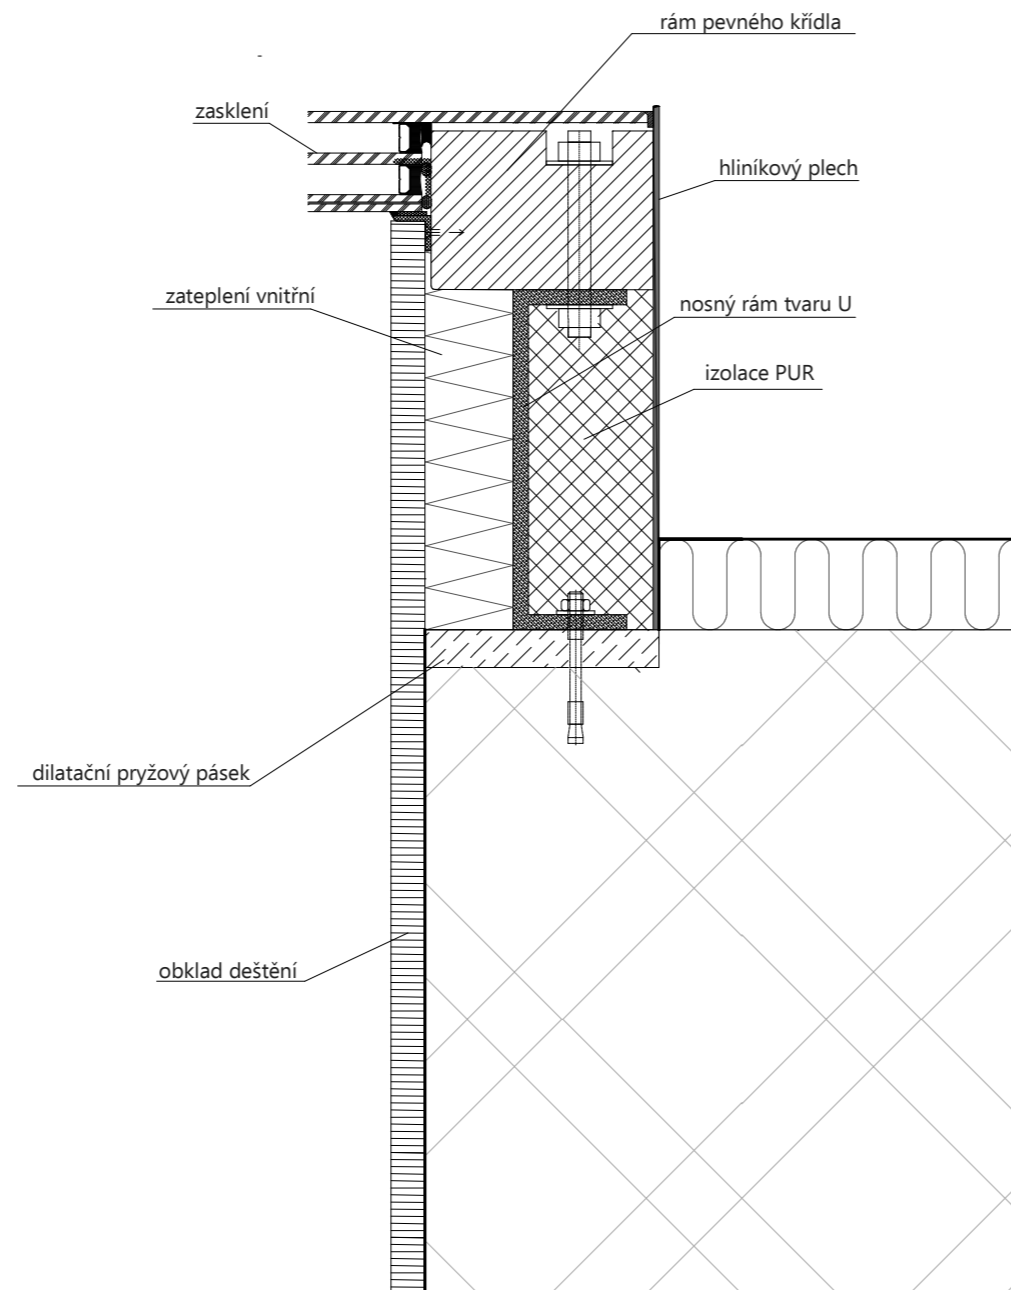 rám pevného křídla
zasklení
hliníkový plech
zateplení vnitřní
nosný rám tvaru U
izolace PUR
dilatační pryžový pásek
obklad deštění